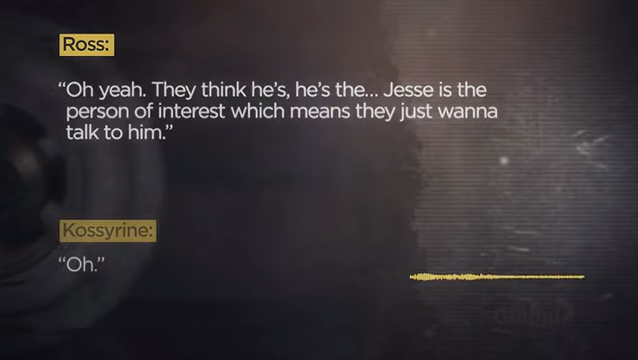 Ross:
“Oh yeah. They think he’s, he’s the... Jesse is the
person of interest which means they just wanna
talk to him.”
Kossyrine:
“Oh.”